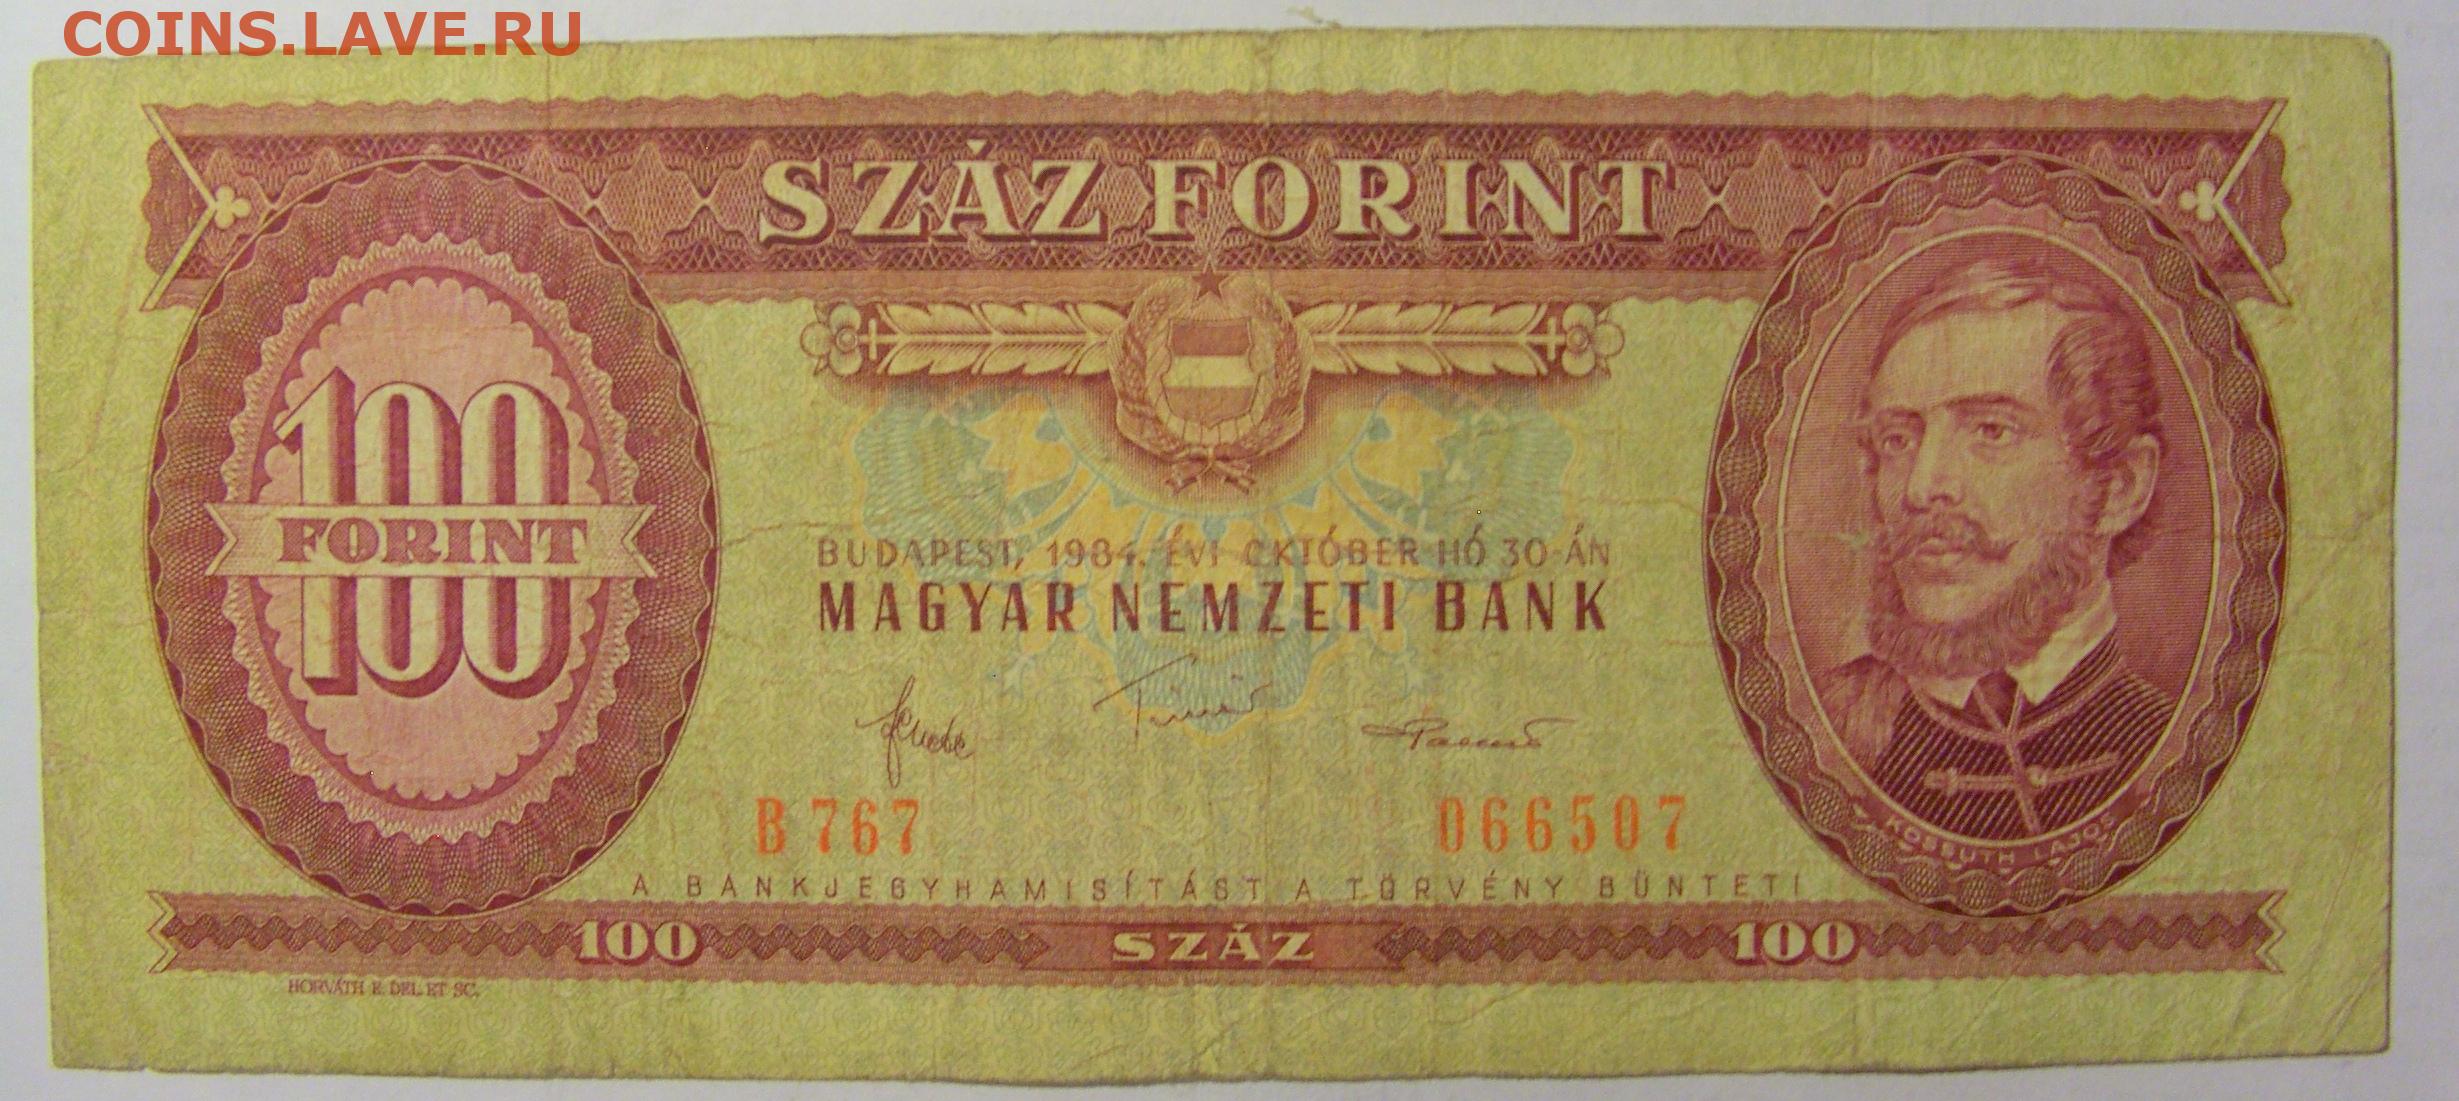 COINS.LAVE.RU
SZÁZ FORINT
100
FORINT
BUDAPEST, 1984. ÉVI OKTÓBER HÓ 30-ÁN
MAGYAR NEMZETI BANK
B 767 066507
KOSSUTH LAJOS
A BANKJEGYHAMISÍTÁST A TÖRVÉNY BÜNTETI
100 SZÁZ 100
HORVÁTH E. DEL. ET SC.